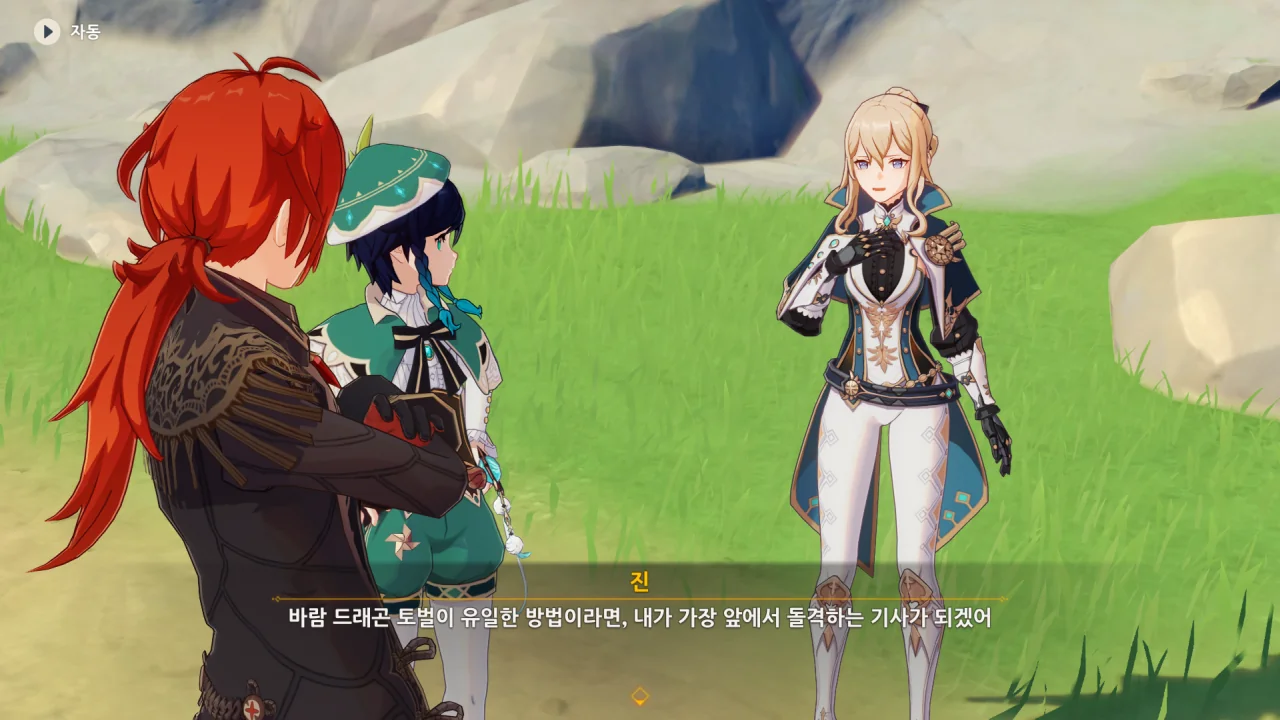 자동
진
바람 드래곤 토벌이 유일한 방법이라면, 내가 가장 앞에서 돌격하는 기사가 되겠어